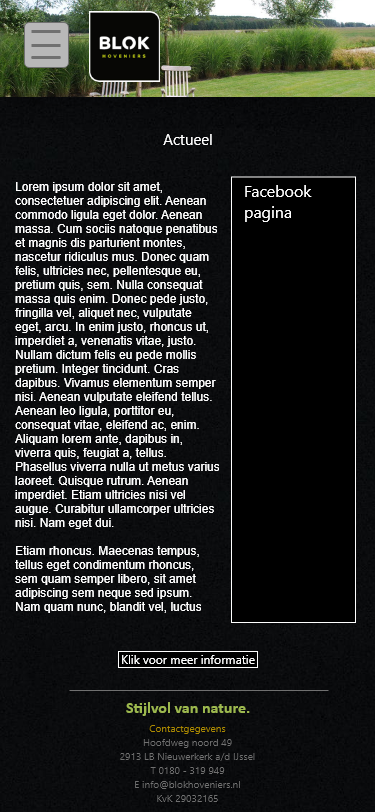 BLOK
HOVENIERS
Actueel
Lorem ipsum dolor sit amet,
consectetuer adipiscing elit. Aenean
commodo ligula eget dolor. Aenean
massa. Cum sociis natoque penatibus
et magnis dis parturient montes,
nascetur ridiculus mus. Donec quam
felis, ultricies nec, pellentesque eu,
pretium quis, sem. Nulla consequat
massa quis enim. Donec pede justo,
fringilla vel, aliquet nec, vulputate
eget, arcu. In enim justo, rhoncus ut,
imperdiet a, venenatis vitae, justo.
Nullam dictum felis eu pede mollis
pretium. Integer tincidunt. Cras
dapibus. Vivamus elementum semper
nisi. Aenean vulputate eleifend tellus.
Aenean leo ligula, porttitor eu,
consequat vitae, eleifend ac, enim.
Aliquam lorem ante, dapibus in,
viverra quis, feugiat a, tellus.
Phasellus viverra nulla ut metus varius
laoreet. Quisque rutrum. Aenean
imperdiet. Etiam ultricies nisi vel
augue. Curabitur ullamcorper ultricies
nisi. Nam eget dui.
Etiam rhoncus. Maecenas tempus,
tellus eget condimentum rhoncus,
sem quam semper libero, sit amet
adipiscing sem neque sed ipsum.
Nam quam nunc, blandit vel, luctus
Facebook
pagina
Klik voor meer informatie
Stijlvol van nature.
Contactgegevens
Hoofdweg noord 49
2913 LB Nieuwerkerk a/d IJssel
T 0180 - 319 949
E info@blokhoveniers.nl
KvK 29032165